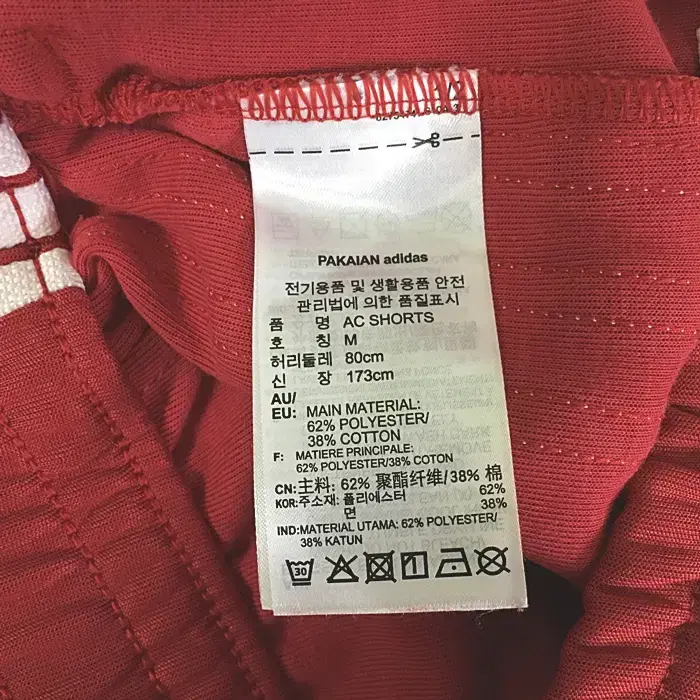 PAKAIAN adidas
전기용품 및 생활용품 안전
관리법에 의한 품질표시
품 명 AC SHORTS
호 칭 M
허리둘레 80cm
신 장 173cm
AU/
EU: MAIN MATERIAL:
62% POLYESTER/
38% COTTON
F: MATIERE PRINCIPALE:
62% POLYESTER/38% COTON
CN:主料: 62% 聚酯纤维/38% 棉
KOR:주소재: 폴리에스터 62%
면 38%
IND:MATERIAL UTAMA: 62% POLYESTER/
38% KATUN
30